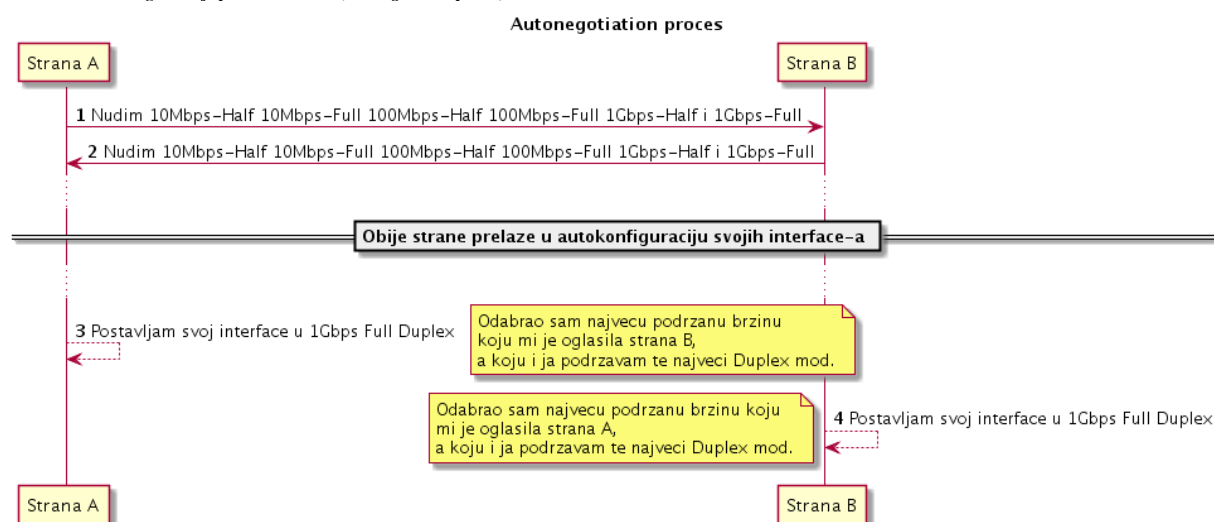 Autonegotiation proces
Strana A
Strana B
1 Nudim 10Mbps-Half 10Mbps-Full 100Mbps-Half 100Mbps-Full 1Gbps-Half i 1Gbps-Full
2 Nudim 10Mbps-Half 10Mbps-Full 100Mbps-Half 100Mbps-Full 1Gbps-Half i 1Gbps-Full
Obije strane prelaze u autokonfiguraciju svojih interface-a
3 Postavljam svoj interface u 1Gbps Full Duplex
Odabrao sam najvecu podrzanu brzinu
koju mi je oglasila strana B,
a koju i ja podrzavam te najveci Duplex mod.
Odabrao sam najvecu podrzanu brzinu koju
mi je oglasila strana A,
a koju i ja podrzavam te najveci Duplex mod.
4 Postavljam svoj interface u 1Gbps Full Duplex
Strana A
Strana B